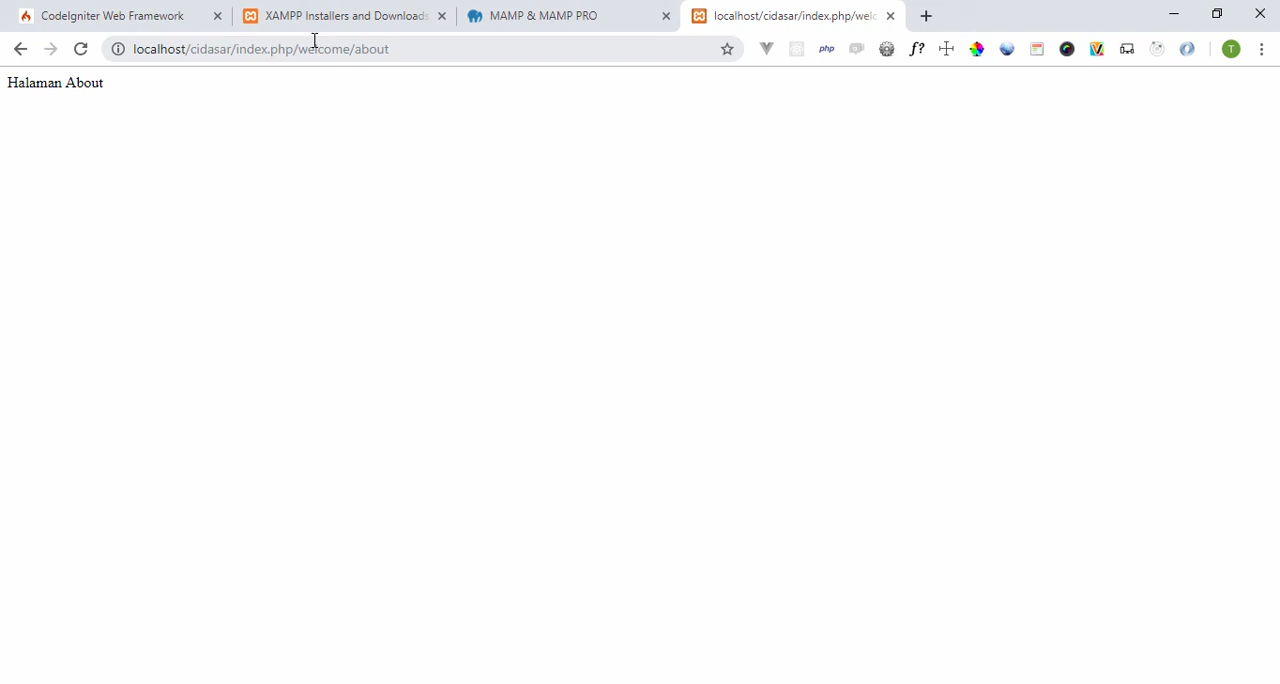 CodeIgniter Web Framework
XAMPP Installers and Downloads
MAMP & MAMP PRO
localhost/cidasar/index.php/welc
localhost/cidasar/index.php/welcome/about
php
f?
T
Halaman About